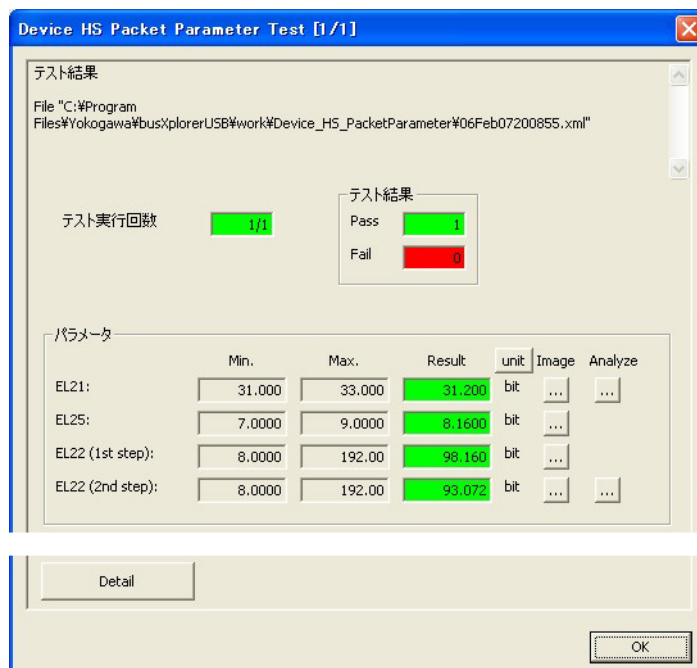 Device HS Packet Parameter Test [1/1]
テスト結果
File "C:¥Program
Files¥Yokogawa¥busXplorerUSB¥work¥Device_HS_PacketParameter¥06Feb07200855.xml"
テスト結果
テスト実行回数 1/1 Pass 1
Fail 0
パラメータ
Min. Max. Result unit Image Analyze
EL21: 31.000 33.000 31.200 bit ... ...
EL25: 7.0000 9.0000 8.1600 bit ...
EL22 (1st step): 8.0000 192.00 98.160 bit ...
EL22 (2nd step): 8.0000 192.00 93.072 bit ... ...
Detail
OK